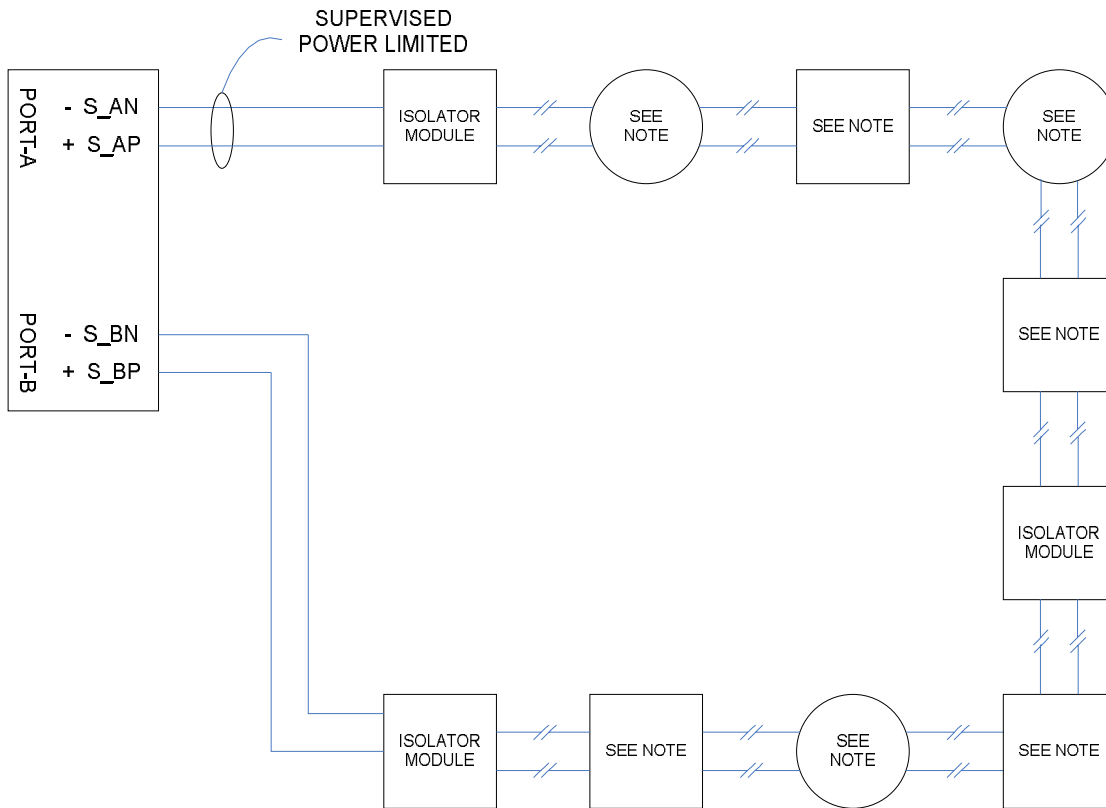 SUPERVISED
POWER LIMITED
PORT-A
- S_AN
+ S_AP
ISOLATOR
MODULE
SEE
NOTE
SEE NOTE
SEE
NOTE
PORT-B
- S_BN
+ S_BP
SEE NOTE
ISOLATOR
MODULE
ISOLATOR
MODULE
SEE NOTE
SEE
NOTE
SEE NOTE